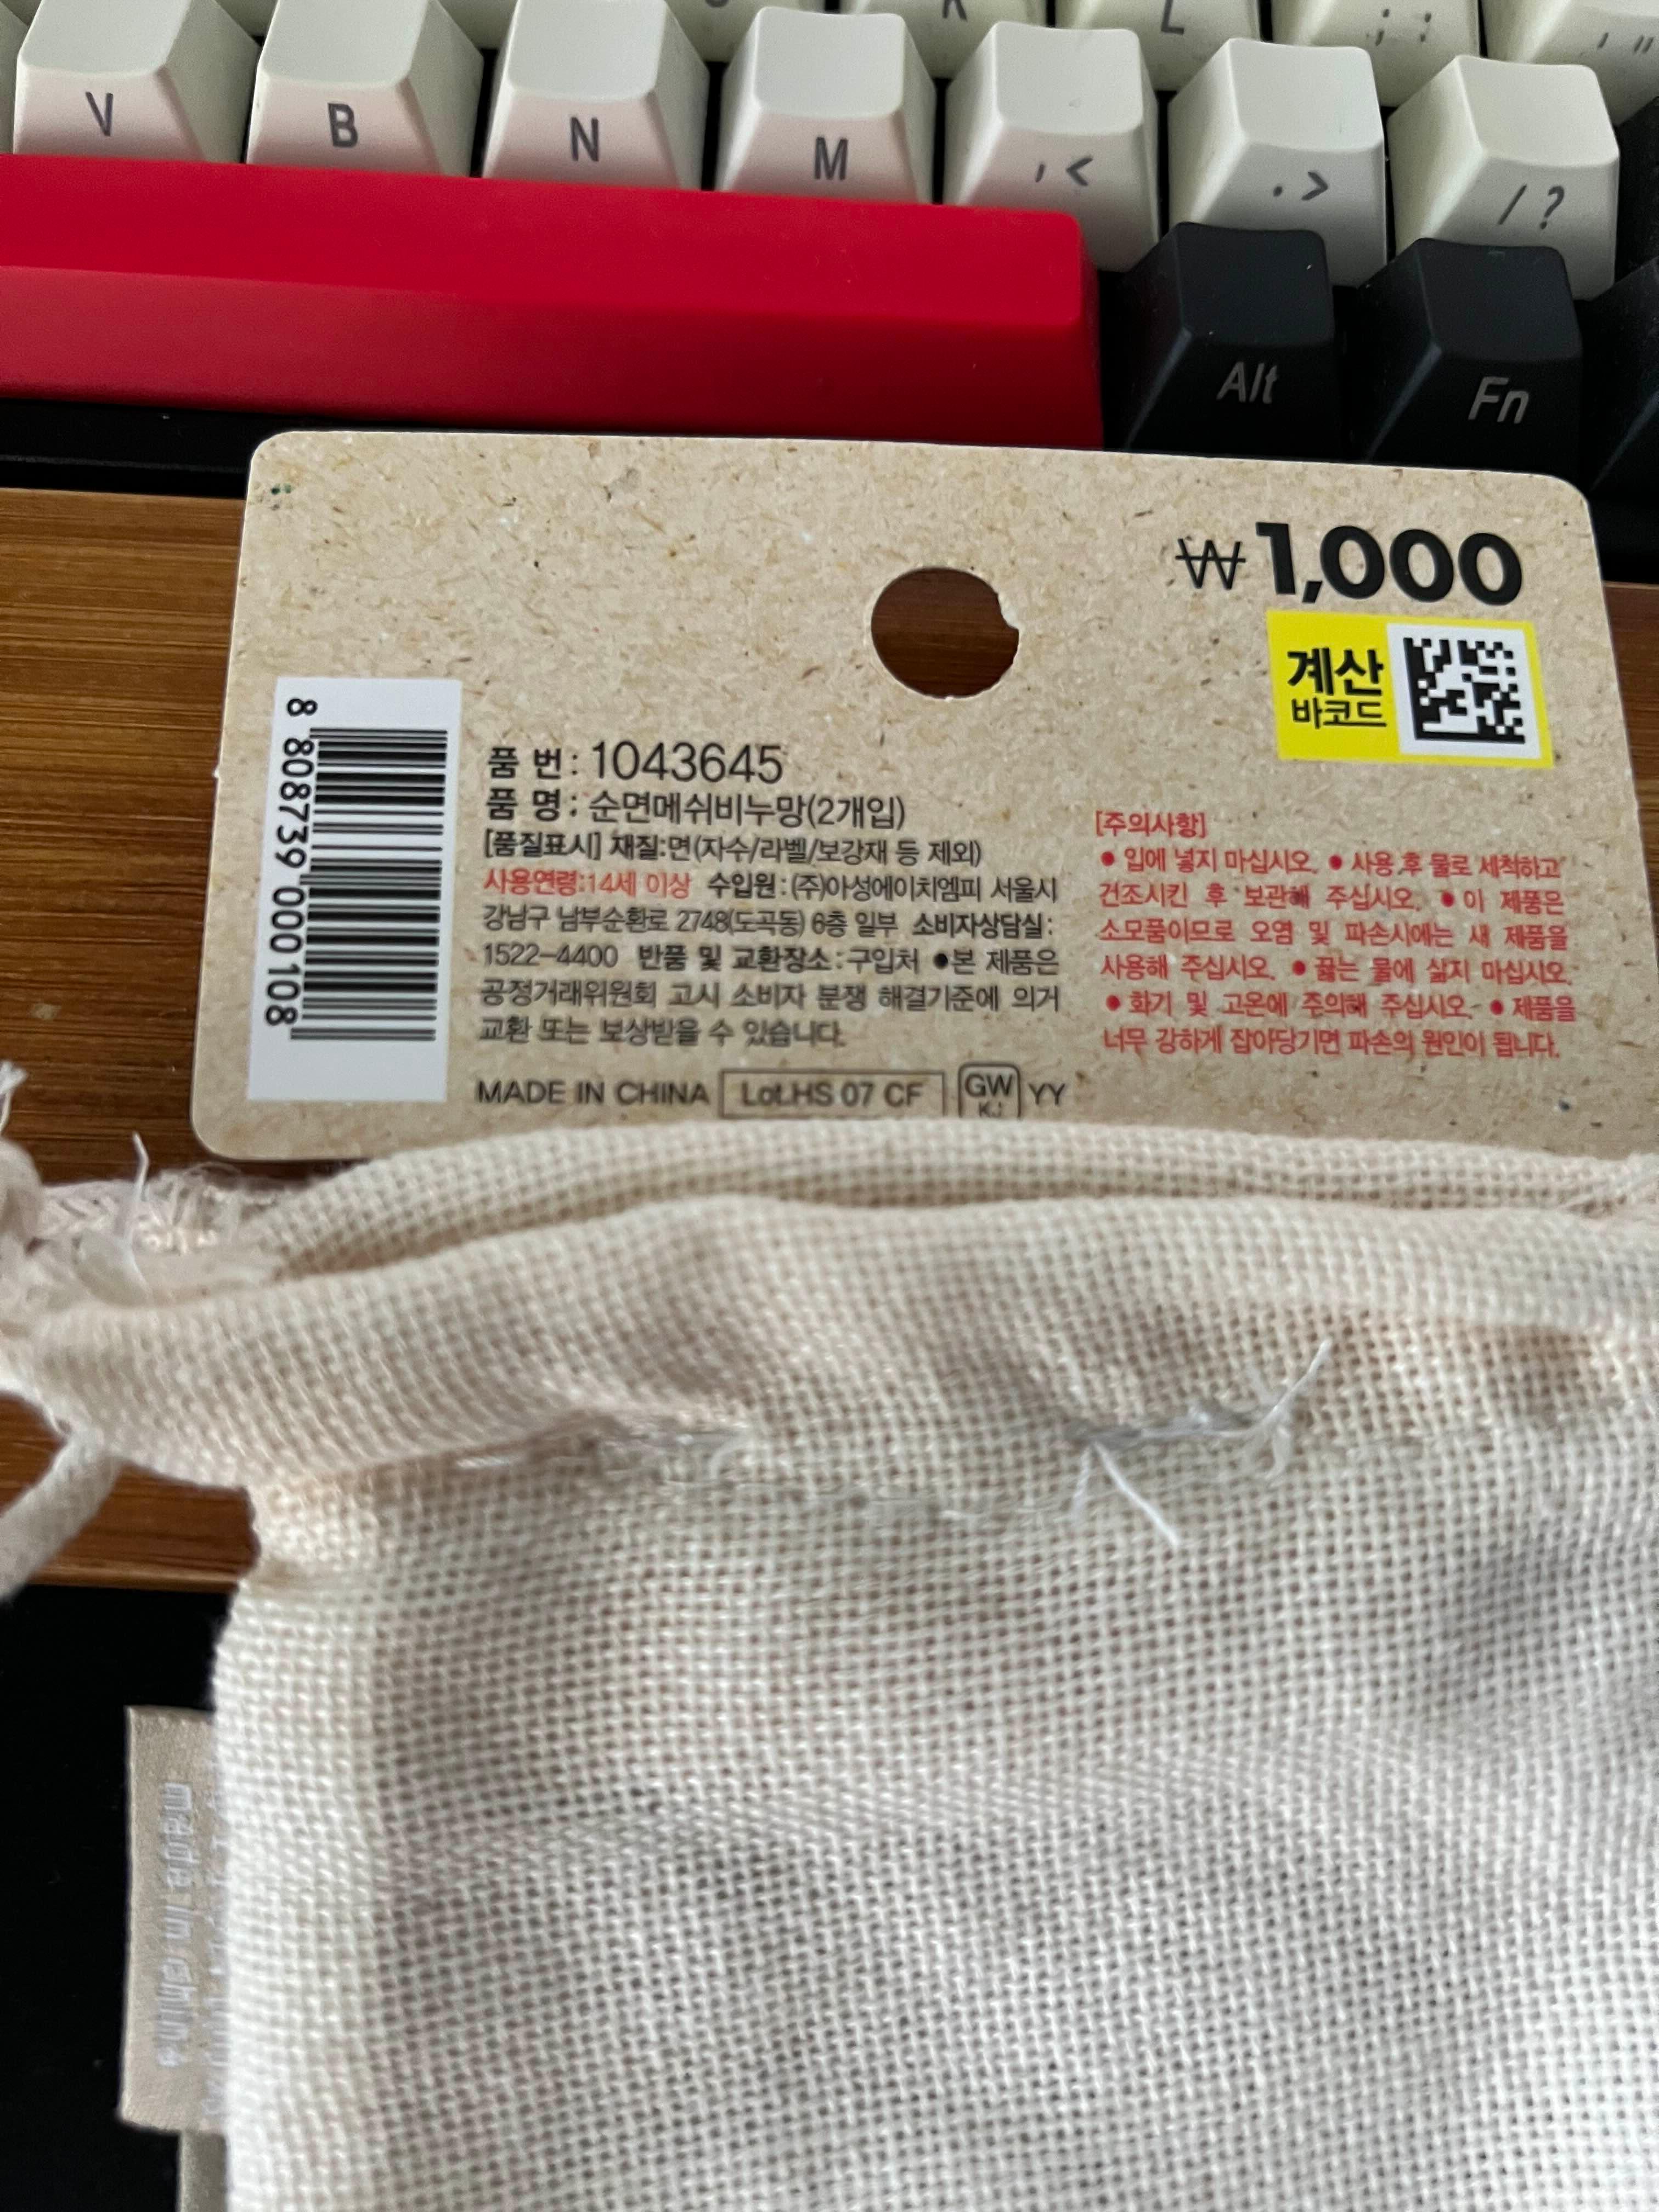 K
L
; :
' "
V
B
N
M
, <
. >
/ ?
Alt
Fn
₩1,000
계산
바코드
8 808739 000108
품 번 : 1043645
품 명 : 순면메쉬비누망(2개입)
[품질표시] 재질:면(자수/라벨/보강재 등 제외)
사용연령:14세 이상 수입원 : (주)아성에이치엠피 서울시
강남구 남부순환로 2748(도곡동) 6층 일부 소비자상담실 :
1522-4400 반품 및 교환장소 : 구입처 ●본 제품은
공정거래위원회 고시 소비자 분쟁 해결기준에 의거
교환 또는 보상받을 수 있습니다.
MADE IN CHINA Lot.HS 07 CF GW YY
KJ
[주의사항]
● 입에 넣지 마십시오. ● 사용 후 물로 세척하고
건조시킨 후 보관해 주십시오. ● 이 제품은
소모품이므로 오염 및 파손시에는 새 제품을
사용해 주십시오. ● 끓는 물에 삶지 마십시오.
● 화기 및 고온에 주의해 주십시오. ● 제품을
너무 강하게 잡아당기면 파손의 원인이 됩니다.
made in china